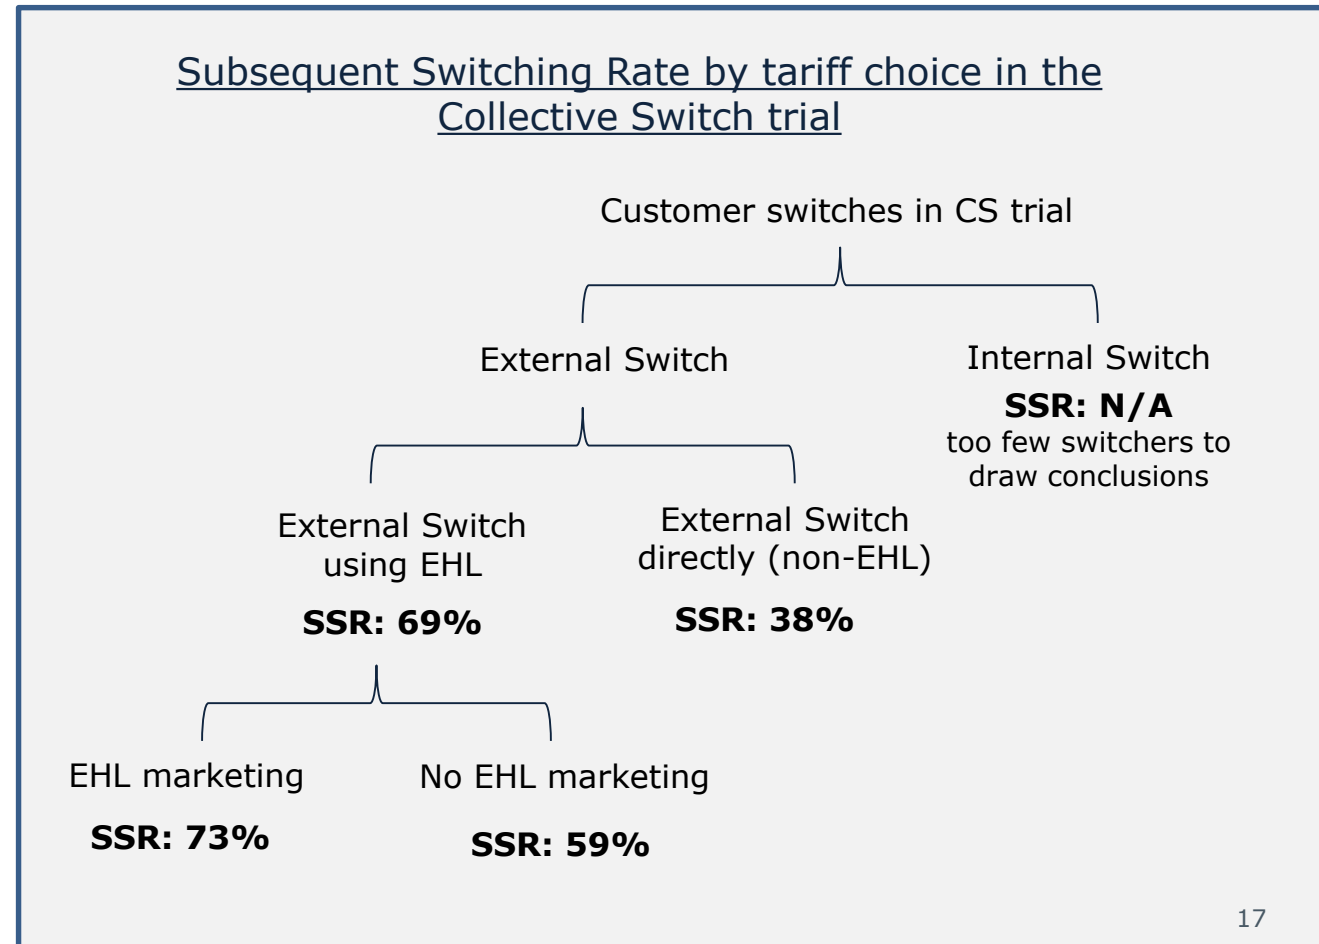 Subsequent Switching Rate by tariff choice in the
Collective Switch trial
Customer switches in CS trial
External Switch
Internal Switch
SSR: N/A
too few switchers to
draw conclusions
External Switch
using EHL
SSR: 69%
External Switch
directly (non-EHL)
SSR: 38%
EHL marketing
SSR: 73%
No EHL marketing
SSR: 59%
17